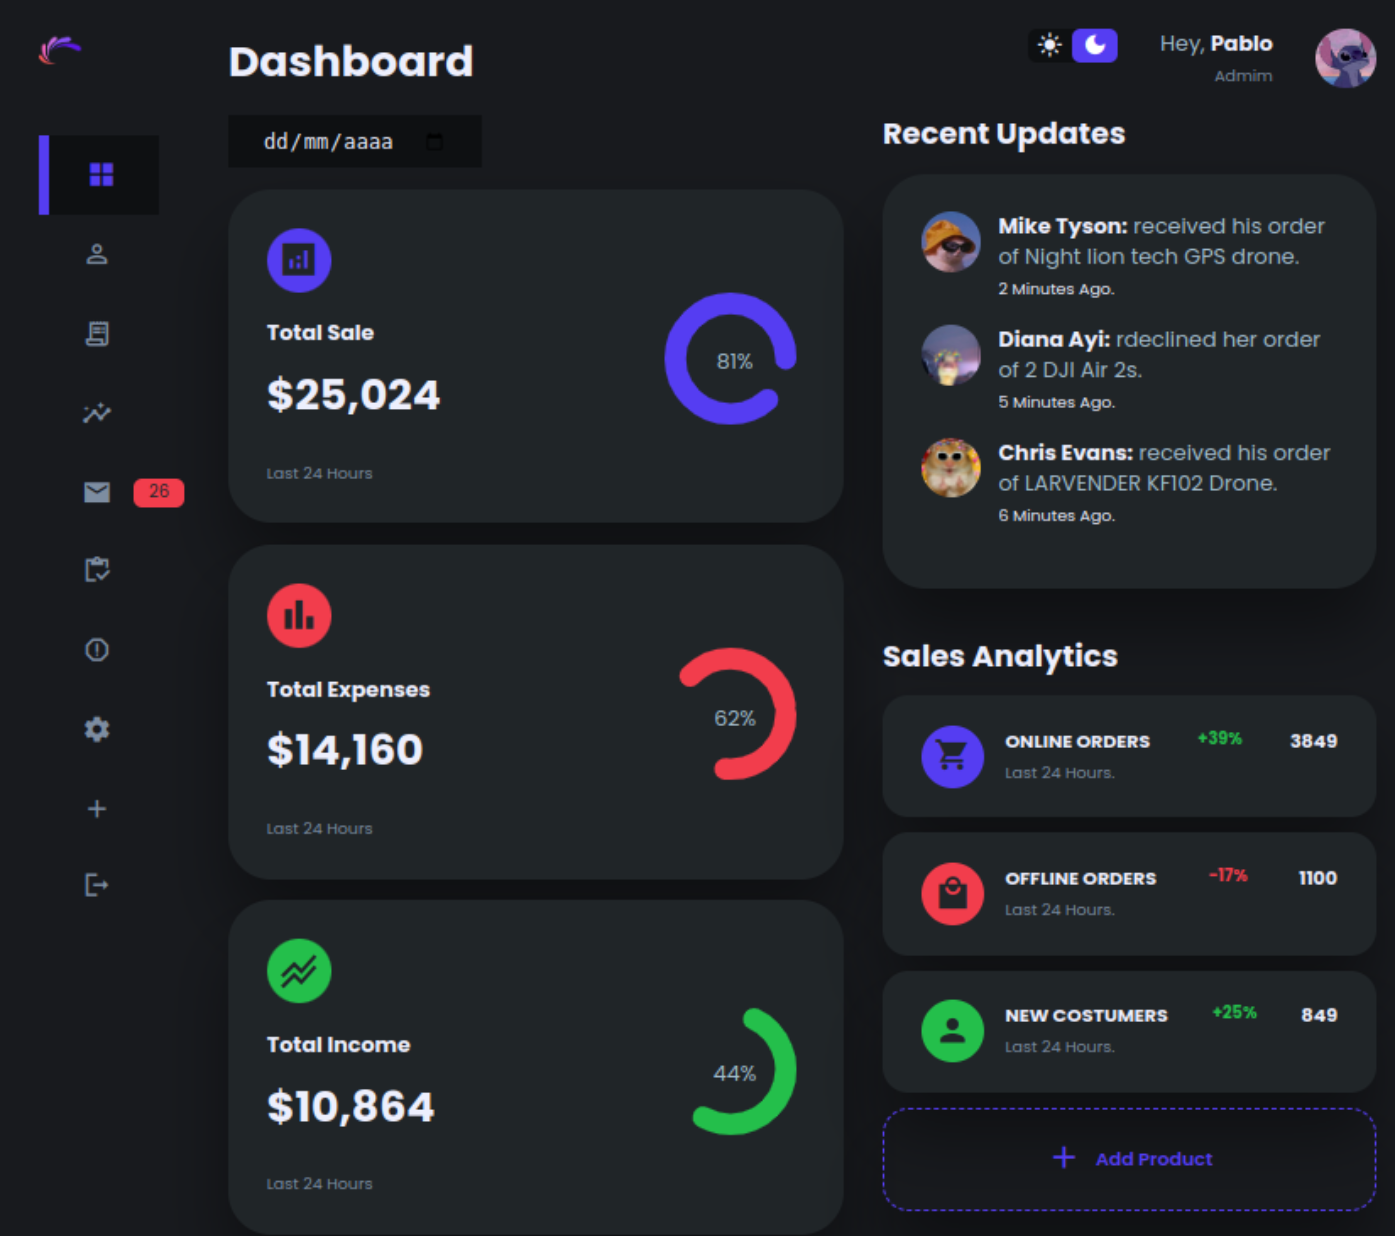 Dashboard
Hey, Pablo
Admim
dd/mm/aaaa
26
Total Sale
$25,024
81%
Last 24 Hours
Total Expenses
$14,160
62%
Last 24 Hours
Total Income
$10,864
44%
Last 24 Hours
Recent Updates
Mike Tyson: received his order
of Night lion tech GPS drone.
2 Minutes Ago.
Diana Ayi: rdeclined her order
of 2 DJI Air 2s.
5 Minutes Ago.
Chris Evans: received his order
of LARVENDER KF102 Drone.
6 Minutes Ago.
Sales Analytics
ONLINE ORDERS +39% 3849
Last 24 Hours.
OFFLINE ORDERS -17% 1100
Last 24 Hours.
NEW COSTUMERS +25% 849
Last 24 Hours.
Add Product